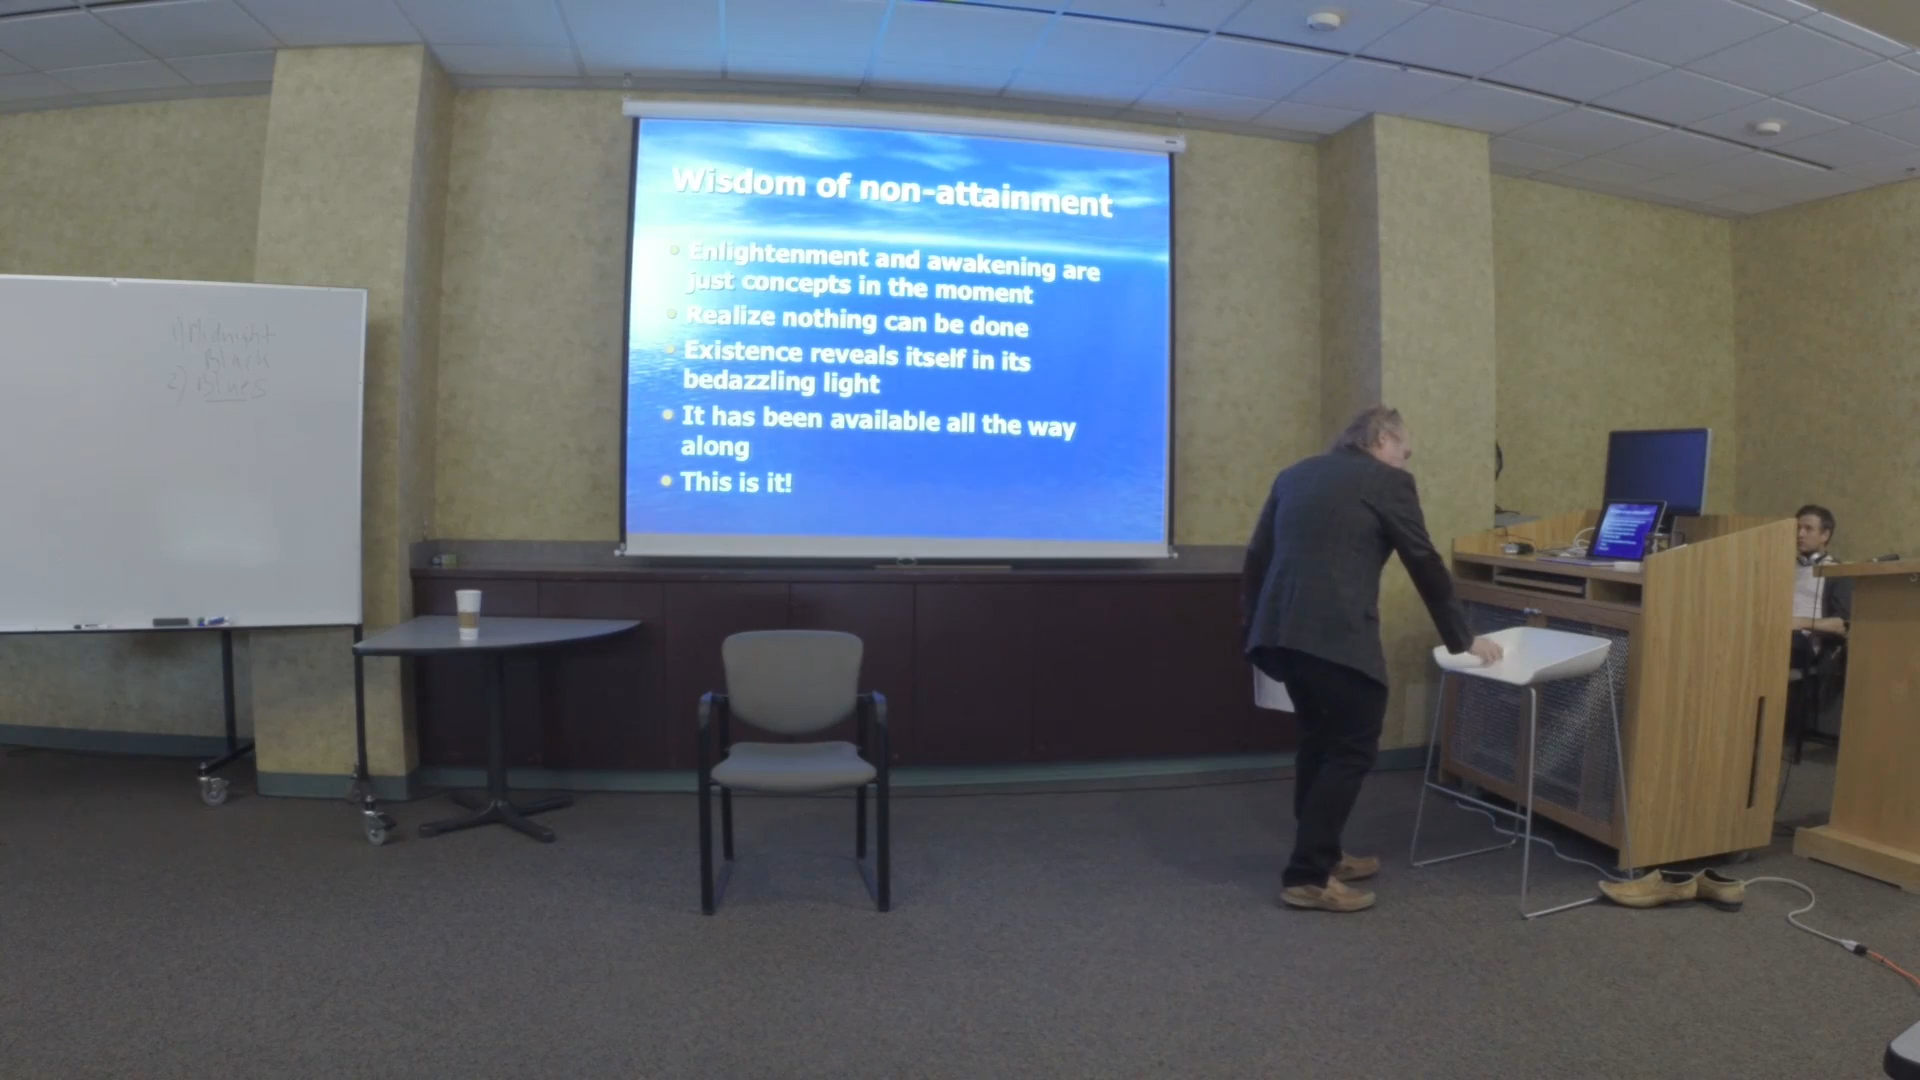 Wisdom of non-attainment
Enlightenment and awakening are
just concepts in the moment
Realize nothing can be done
Existence reveals itself in its
bedazzling light
It has been available all the way
along
This is it!
1) Midnight
Black
2) Blues